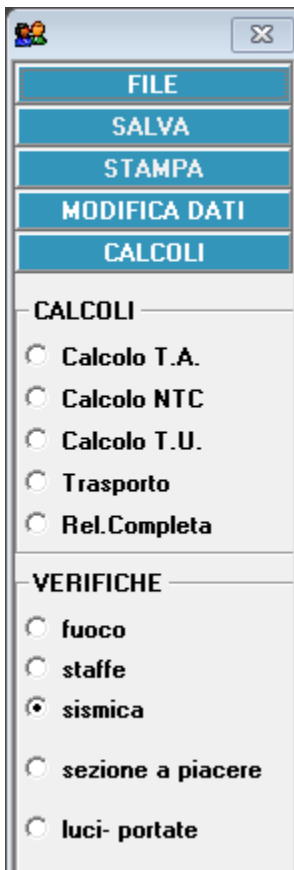 FILE
SALVA
STAMPA
MODIFICA DATI
CALCOLI
CALCOLI
Calcolo T.A.
Calcolo NTC
Calcolo T.U.
Trasporto
Rel.Completa
VERIFICHE
fuoco
staffe
sismica
sezione a piacere
luci- portate